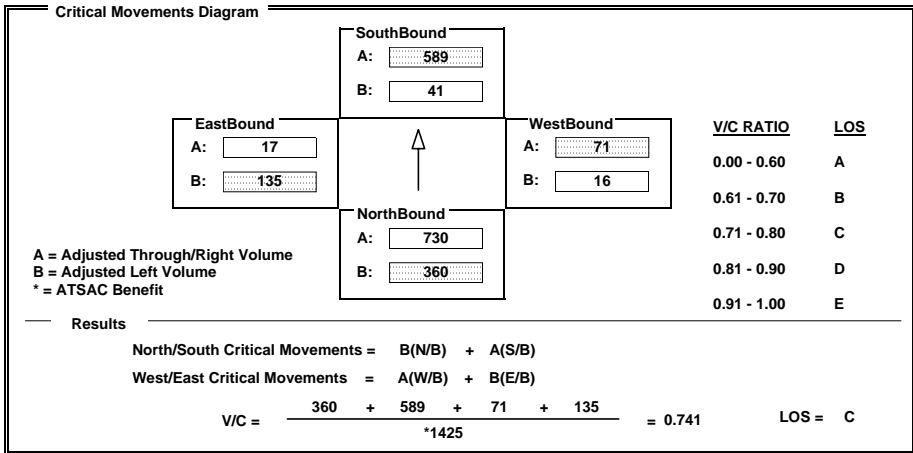 Critical Movements Diagram
SouthBound
A: 589
B: 41
EastBound
A: 17
B: 135
WestBound
A: 71
B: 16
NorthBound
A: 730
B: 360
A = Adjusted Through/Right Volume
B = Adjusted Left Volume
* = ATSAC Benefit
V/C RATIO LOS
0.00 - 0.60 A
0.61 - 0.70 B
0.71 - 0.80 C
0.81 - 0.90 D
0.91 - 1.00 E
Results
North/South Critical Movements = B(N/B) + A(S/B)
West/East Critical Movements = A(W/B) + B(E/B)
V/C = 360 + 589 + 71 + 135 = 0.741 LOS = C
*1425